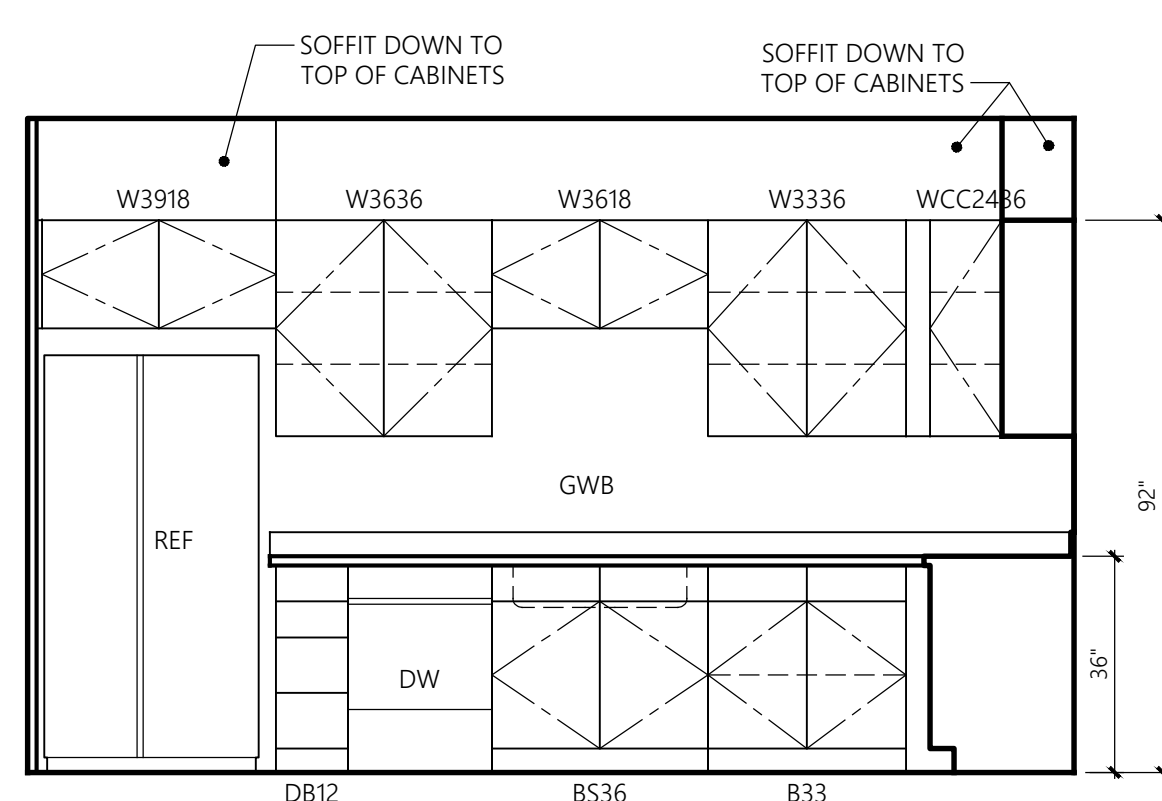 SOFFIT DOWN TO
TOP OF CABINETS
SOFFIT DOWN TO
TOP OF CABINETS
W3918
W3636
W3618
W3336
WCC2436
GWB
92"
REF
36"
DW
DB12
BS36
B33